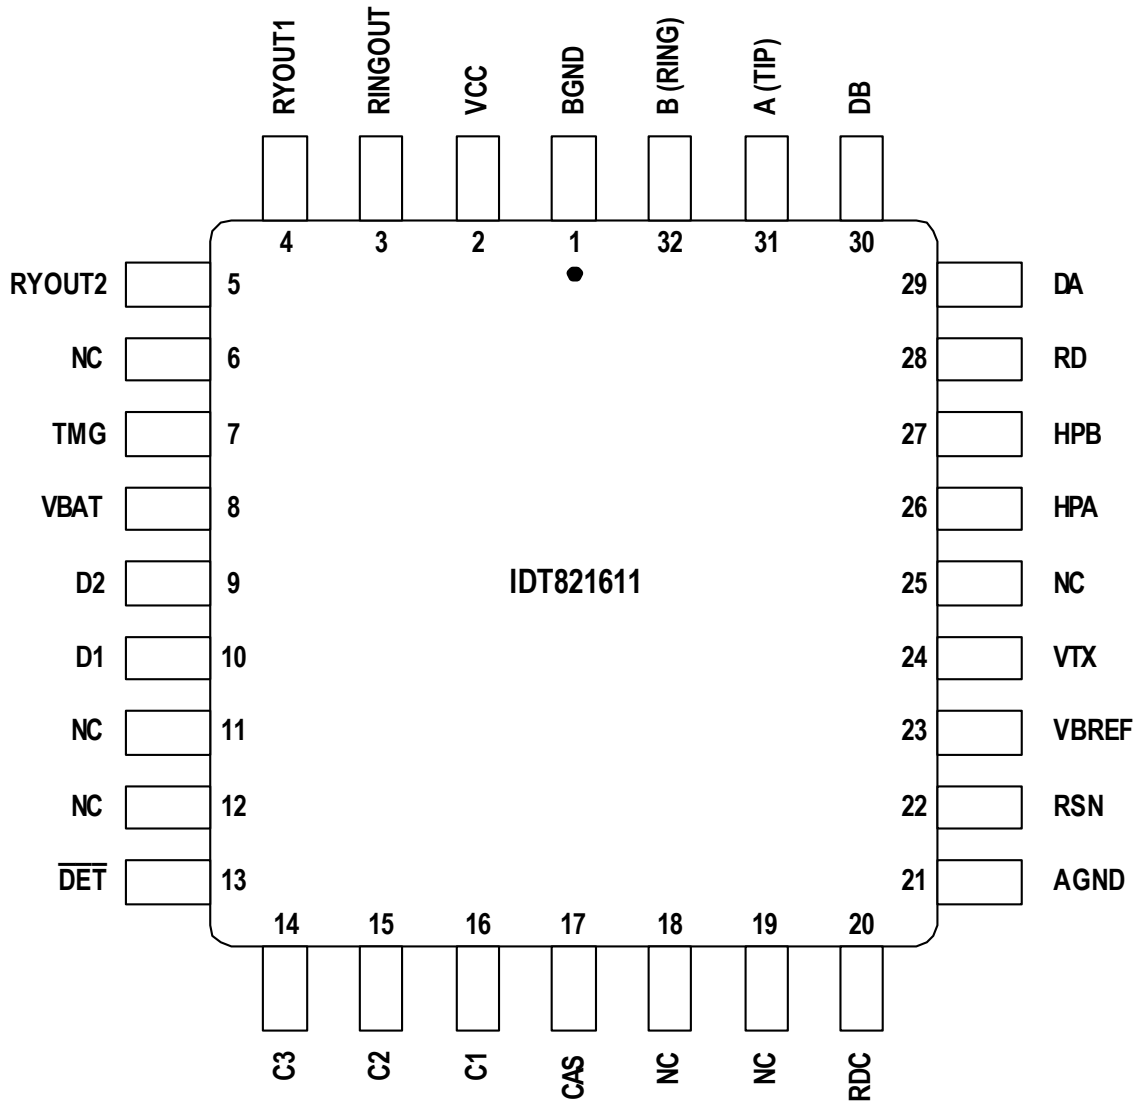 RYOUT1
RINGOUT
VCC
BGND
B (RING)
A (TIP)
DB
4 3 2 1 32 31 30
RYOUT2 5 29 DA
NC 6 28 RD
TMG 7 27 HPB
VBAT 8 26 HPA
D2 9 IDT821611 25 NC
D1 10 24 VTX
NC 11 23 VBREF
NC 12 22 RSN
D̅E̅T̅ 13 21 AGND
14 15 16 17 18 19 20
C3
C2
C1
CAS
NC
NC
RDC